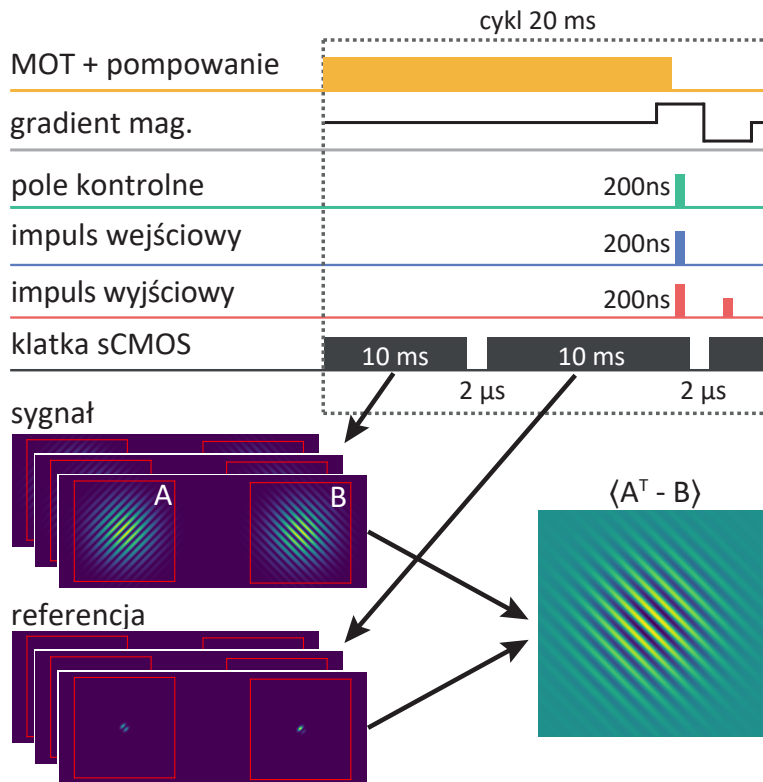 cykl 20 ms
MOT + pompowanie
gradient mag.
pole kontrolne
200ns
impuls wejściowy
200ns
impuls wyjściowy
200ns
klatka sCMOS
10 ms
10 ms
2 µs
2 µs
sygnał
A
B
⟨Aᵀ - B⟩
referencja